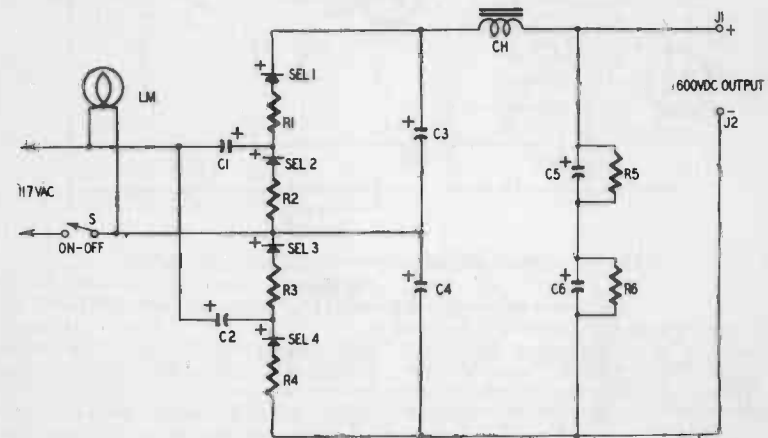 J1
+
CH
+ SEL 1
LM
600VDC OUTPUT
-
J2
R1
+
C3
C1 +
+ SEL 2
+
C5
R5
R2
117VAC
S
ON-OFF
+ SEL 3
+
C4
+
C6
R6
R3
+
C2
+ SEL 4
R4